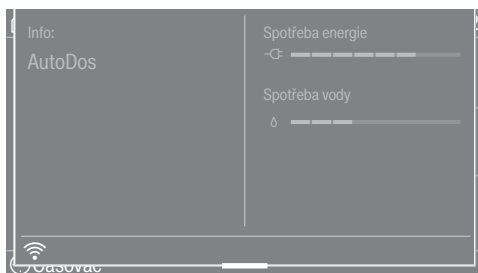 Info:
AutoDos
Spotřeba energie
Spotřeba vody
Časovač